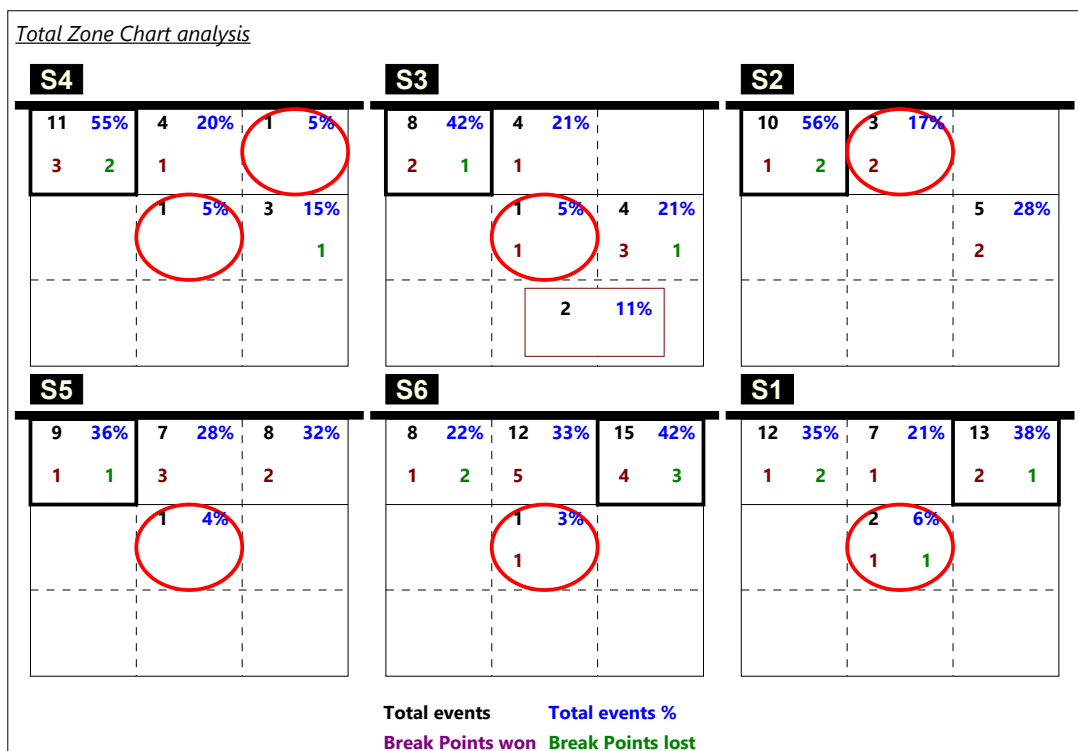 Total Zone Chart analysis
S4 S3 S2
11 55% 4 20% 1 5% 8 42% 4 21% 10 56% 3 17%
3 2 1 2 1 1 1 2 2
1 5% 3 15% 1 5% 4 21% 5 28%
1 1 3 1 2
2 11%
S5 S6 S1
9 36% 7 28% 8 32% 8 22% 12 33% 15 42% 12 35% 7 21% 13 38%
1 1 3 2 1 2 5 4 3 1 2 1 2 1
1 4% 1 3% 2 6%
1 1 1
Total events Total events %
Break Points won Break Points lost